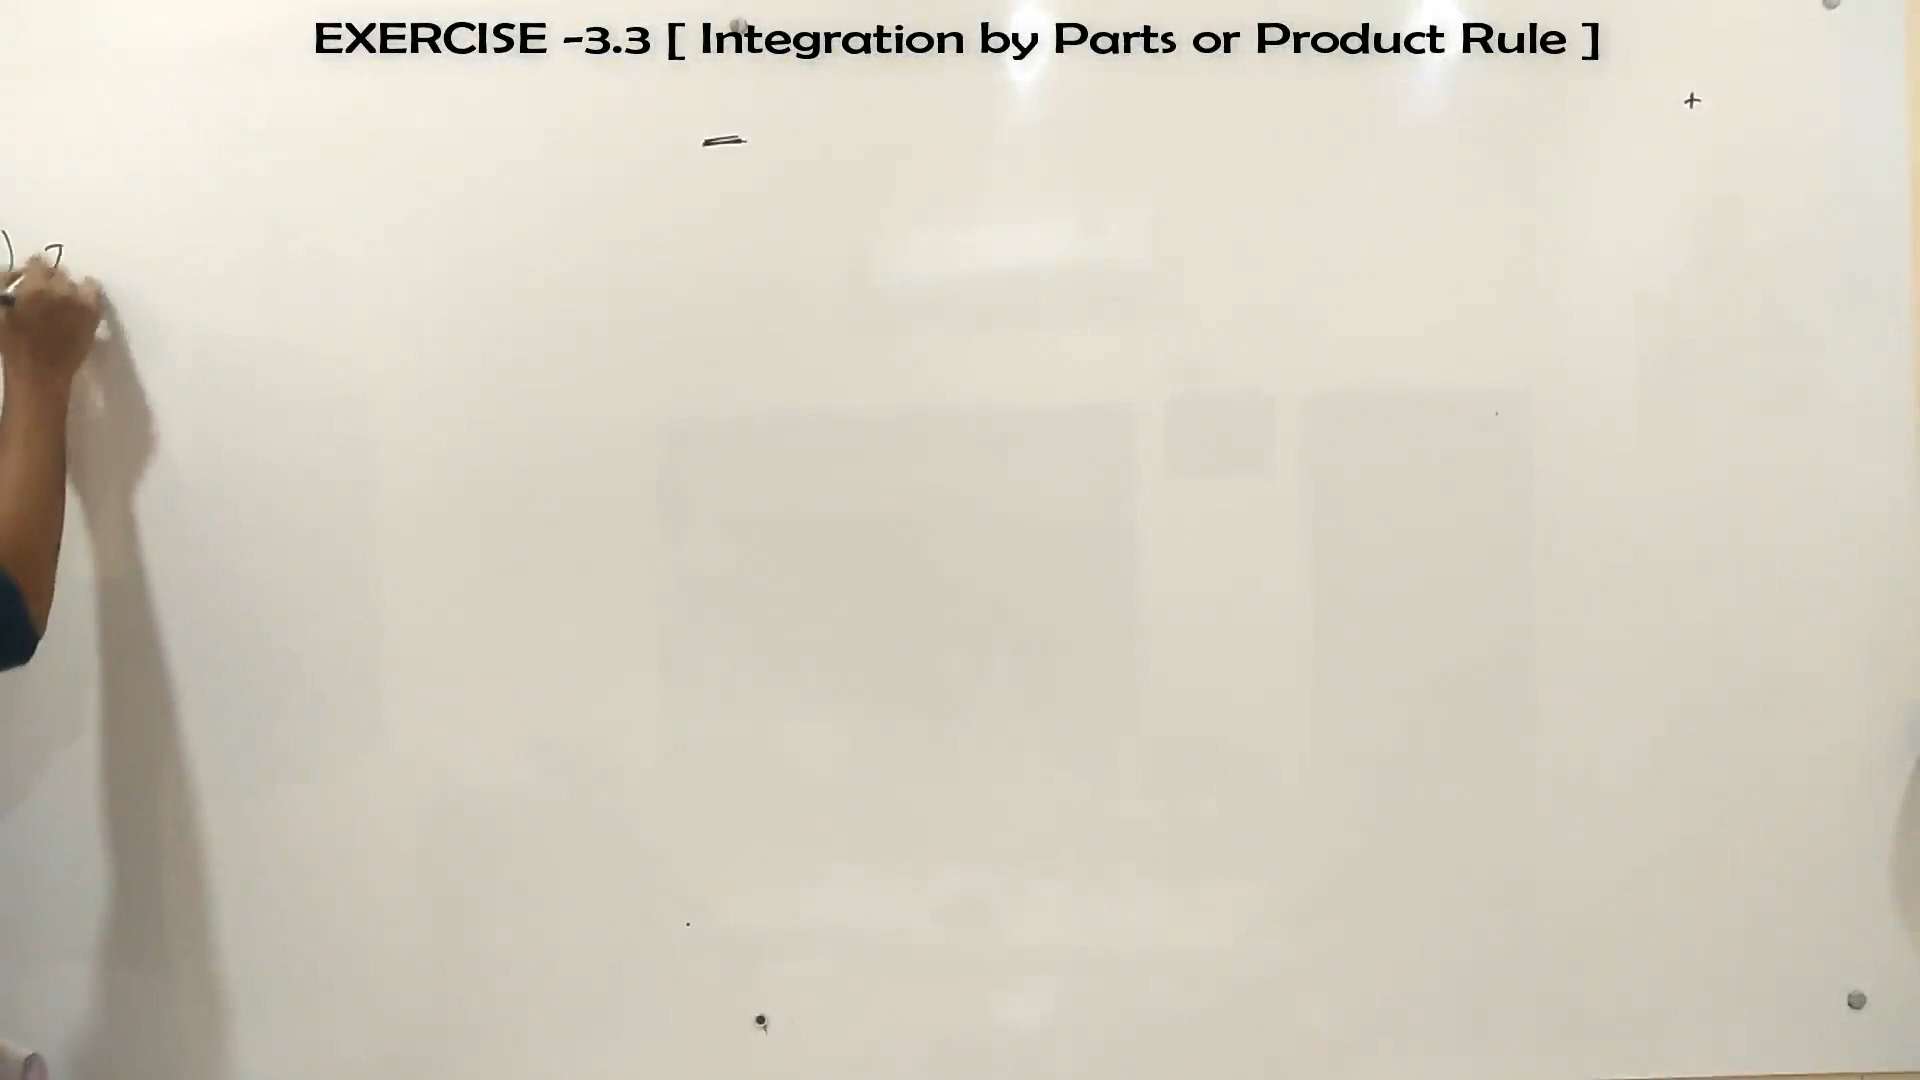 EXERCISE -3.3 [ Integration by Parts or Product Rule ]
+
)